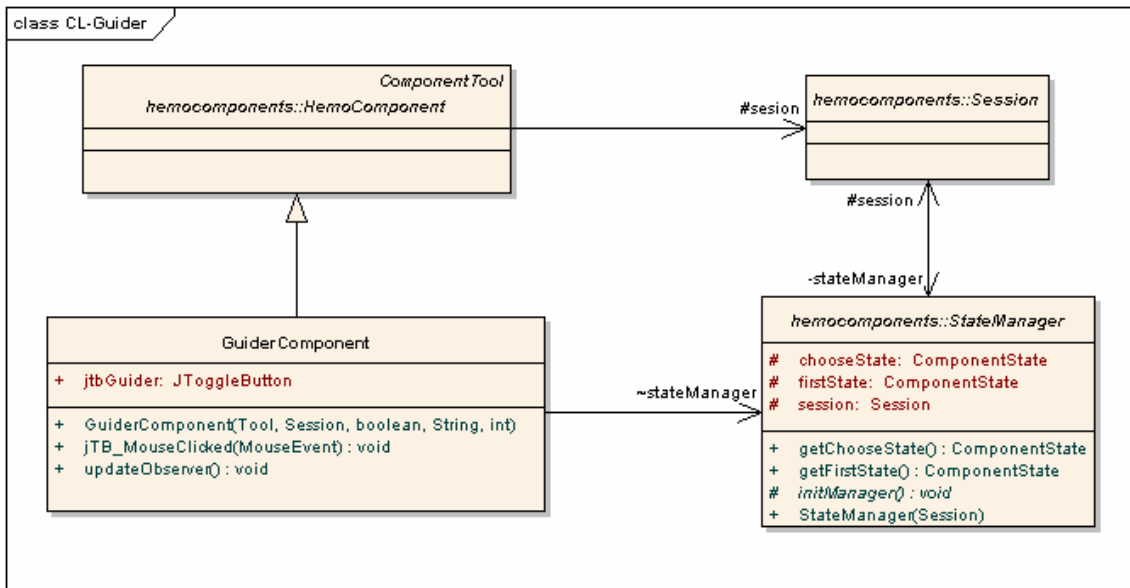 class CL-Guider
ComponentTool
hemocomponents::HemoComponent
#sesion
hemocomponents::Session
#session
-stateManager
GuiderComponent
+ jtbGuider: JToggleButton
+ GuiderComponent(Tool, Session, boolean, String, int)
+ jTB_MouseClicked(MouseEvent) : void
+ updateObserver() : void
~stateManager
hemocomponents::StateManager
# chooseState: ComponentState
# firstState: ComponentState
# session: Session
+ getChooseState() : ComponentState
+ getFirstState() : ComponentState
# initManager() : void
+ StateManager(Session)